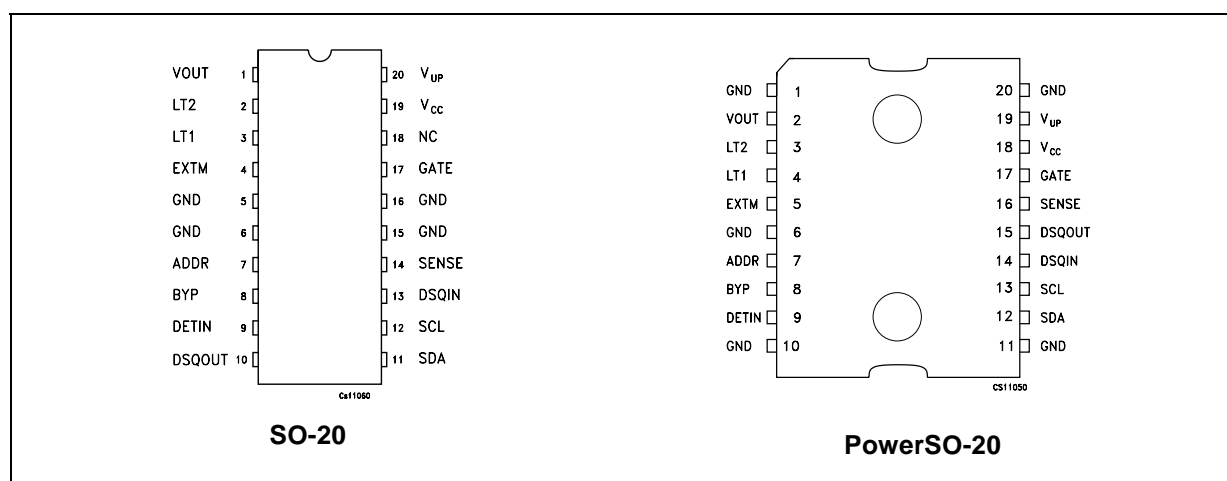 VOUT 1 20 VUP
LT2 2 19 VCC
LT1 3 18 NC
EXTM 4 17 GATE
GND 5 16 GND
GND 6 15 GND
ADDR 7 14 SENSE
BYP 8 13 DSQIN
DETIN 9 12 SCL
DSQOUT 10 11 SDA
Cs11060
SO-20
GND 1 20 GND
VOUT 2 19 VUP
LT2 3 18 VCC
LT1 4 17 GATE
EXTM 5 16 SENSE
GND 6 15 DSQOUT
ADDR 7 14 DSQIN
BYP 8 13 SCL
DETIN 9 12 SDA
GND 10 11 GND
CS11050
PowerSO-20